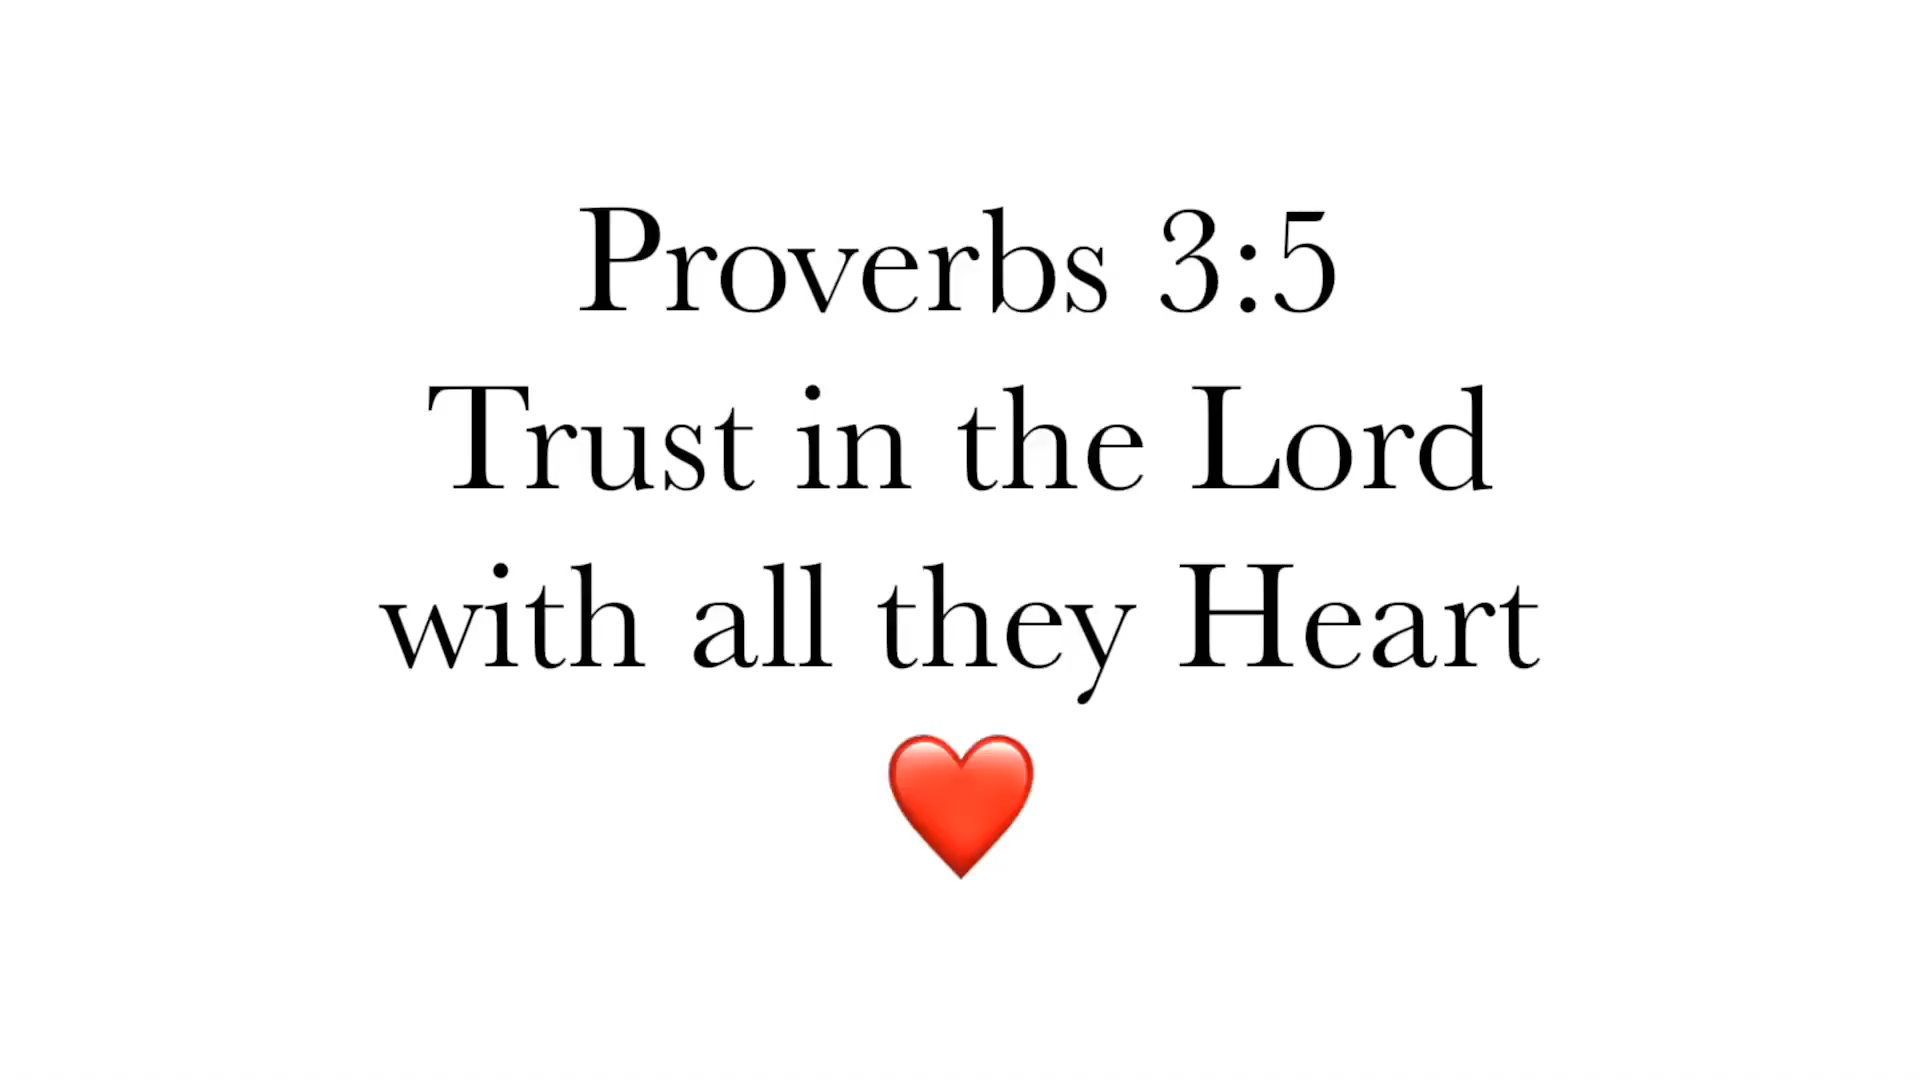 Proverbs 3:5
Trust in the Lord
with all they Heart
❤️